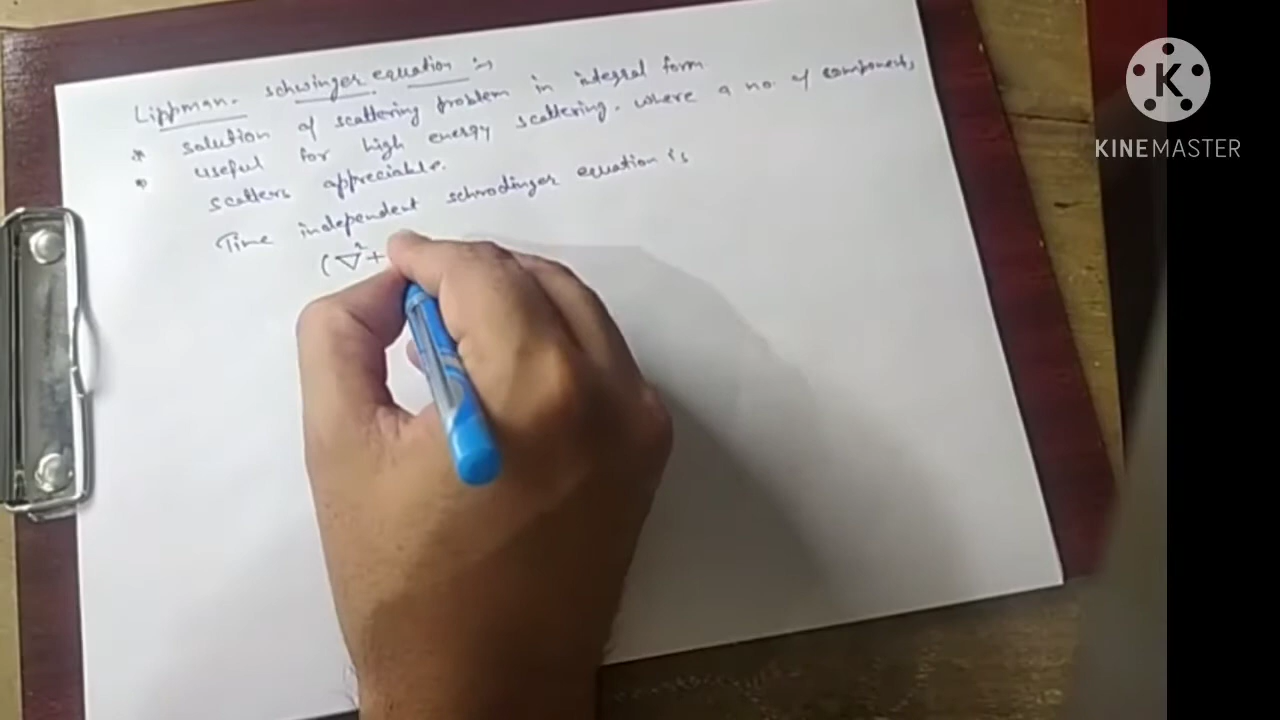 Lippman. schwinger equation :-
* solution of scattering problem in integral form
* useful for high energy scattering. where a no. of components
scatters appreciable.
Time independent schrodinger equation is
(∇²+
K
KINEMASTER